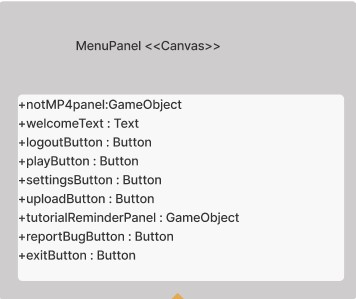 MenuPanel <<Canvas>>
+notMP4panel:GameObject
+welcomeText : Text
+logoutButton : Button
+playButton : Button
+settingsButton : Button
+uploadButton : Button
+tutorialReminderPanel : GameObject
+reportBugButton : Button
+exitButton : Button